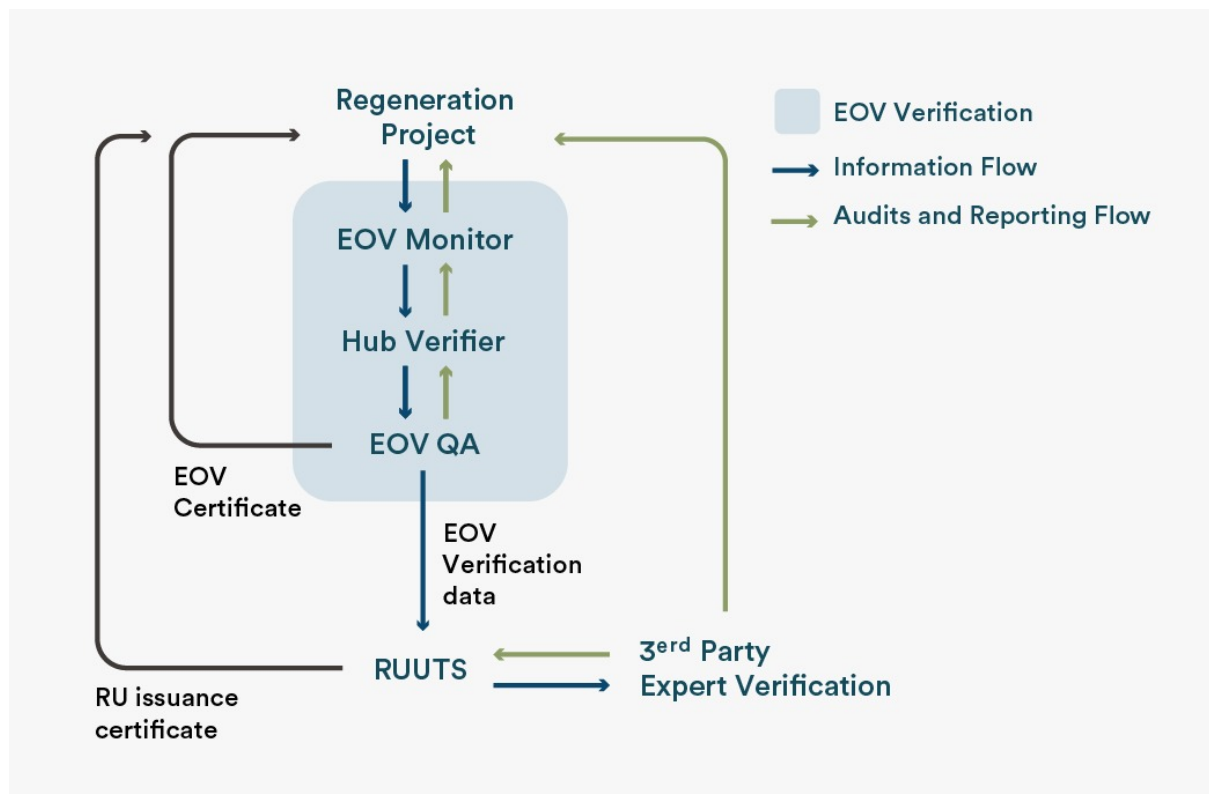 Regeneration
Project
EOV Verification
Information Flow
Audits and Reporting Flow
EOV Monitor
Hub Verifier
EOV QA
EOV
Certificate
EOV
Verification
data
RUUTS
3erd Party
Expert Verification
RU issuance
certificate